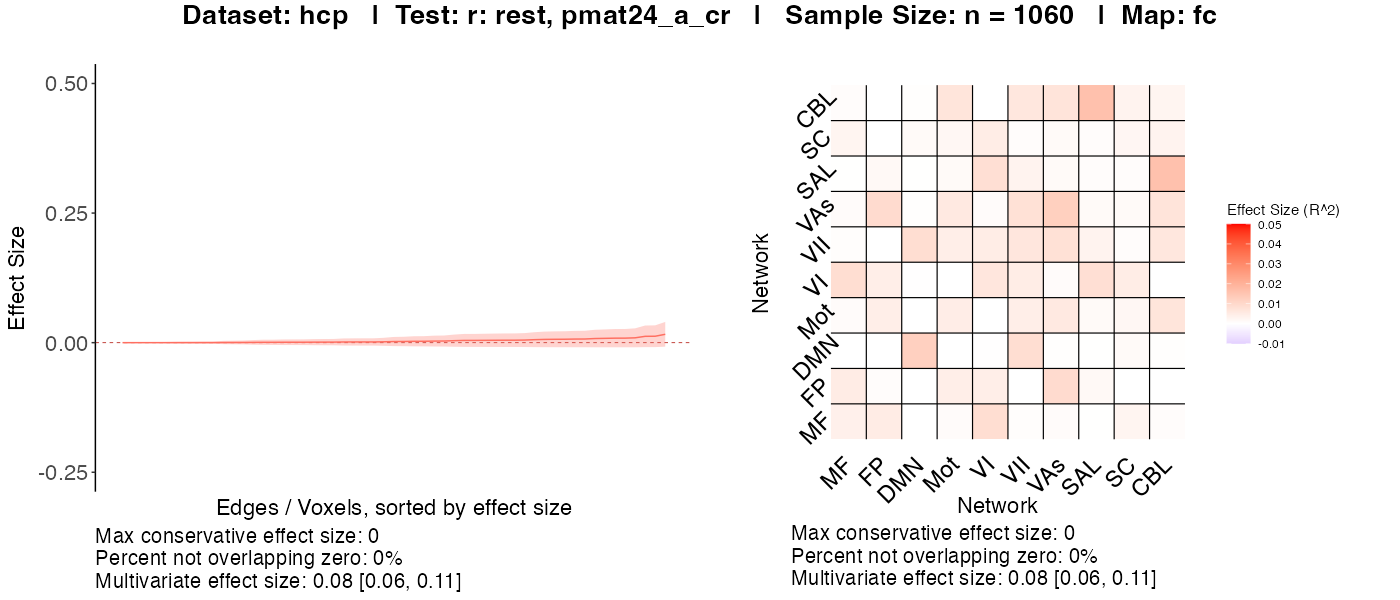 Dataset: hcp | Test: r: rest, pmat24_a_cr | Sample Size: n = 1060 | Map: fc
Effect Size
0.50
0.25
0.00
-0.25
Edges / Voxels, sorted by effect size
Max conservative effect size: 0
Percent not overlapping zero: 0%
Multivariate effect size: 0.08 [0.06, 0.11]
Network
CBL
SC
SAL
VAs
VII
VI
Mot
DMN
FP
MF
MF FP DMN Mot VI VII VAs SAL SC CBL
Network
Max conservative effect size: 0
Percent not overlapping zero: 0%
Multivariate effect size: 0.08 [0.06, 0.11]
Effect Size (R^2)
0.05
0.04
0.03
0.02
0.01
0.00
-0.01